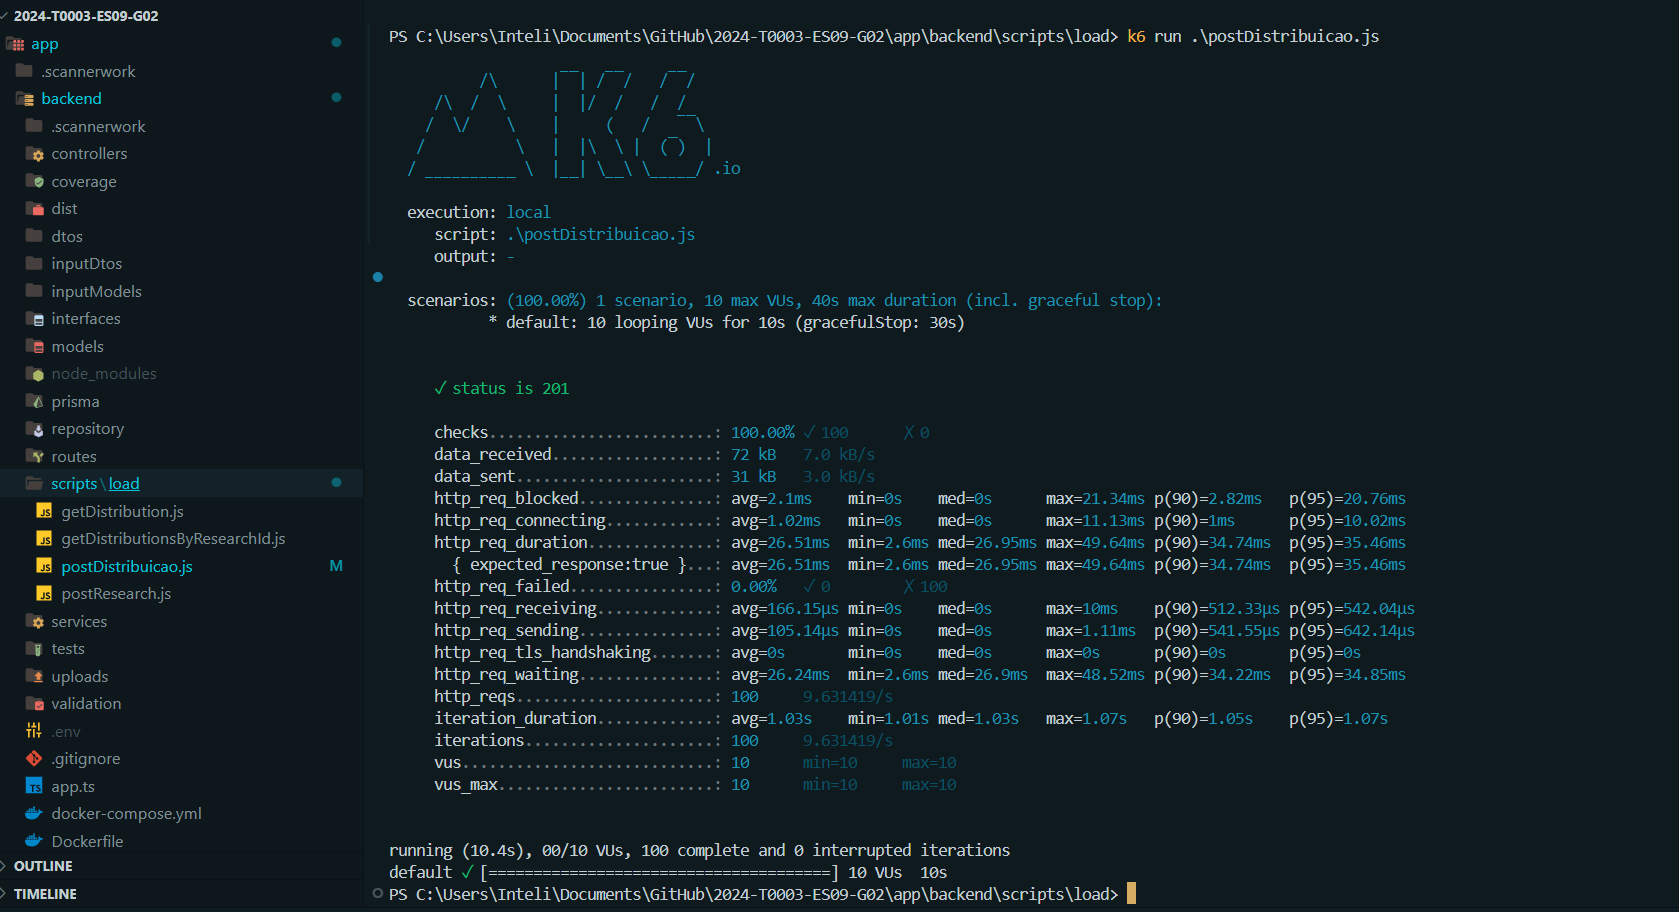 2024-T0003-ES09-G02
app
.scannerwork
backend
.scannerwork
controllers
coverage
dist
dtos
inputDtos
inputModels
interfaces
models
node_modules
prisma
repository
routes
scripts\load
getDistribution.js
getDistributionsByResearchId.js
postDistribuicao.js M
postResearch.js
services
tests
uploads
validation
.env
.gitignore
app.ts
docker-compose.yml
Dockerfile
OUTLINE
TIMELINE
PS C:\Users\Inteli\Documents\GitHub\2024-T0003-ES09-G02\app\backend\scripts\load> k6 run .\postDistribuicao.js
.io
execution: local
script: .\postDistribuicao.js
output: -
scenarios: (100.00%) 1 scenario, 10 max VUs, 40s max duration (incl. graceful stop):
* default: 10 looping VUs for 10s (gracefulStop: 30s)
✓ status is 201
checks.........................: 100.00% ✓ 100 ✗ 0
data_received..................: 72 kB 7.0 kB/s
data_sent......................: 31 kB 3.0 kB/s
http_req_blocked...............: avg=2.1ms min=0s med=0s max=21.34ms p(90)=2.82ms p(95)=20.76ms
http_req_connecting............: avg=1.02ms min=0s med=0s max=11.13ms p(90)=1ms p(95)=10.02ms
http_req_duration..............: avg=26.51ms min=2.6ms med=26.95ms max=49.64ms p(90)=34.74ms p(95)=35.46ms
{ expected_response:true }...: avg=26.51ms min=2.6ms med=26.95ms max=49.64ms p(90)=34.74ms p(95)=35.46ms
http_req_failed................: 0.00% ✓ 0 ✗ 100
http_req_receiving.............: avg=166.15µs min=0s med=0s max=10ms p(90)=512.33µs p(95)=542.04µs
http_req_sending...............: avg=105.14µs min=0s med=0s max=1.11ms p(90)=541.55µs p(95)=642.14µs
http_req_tls_handshaking.......: avg=0s min=0s med=0s max=0s p(90)=0s p(95)=0s
http_req_waiting...............: avg=26.24ms min=2.6ms med=26.9ms max=48.52ms p(90)=34.22ms p(95)=34.85ms
http_reqs......................: 100 9.631419/s
iteration_duration.............: avg=1.03s min=1.01s med=1.03s max=1.07s p(90)=1.05s p(95)=1.07s
iterations.....................: 100 9.631419/s
vus............................: 10 min=10 max=10
vus_max........................: 10 min=10 max=10
running (10.4s), 00/10 VUs, 100 complete and 0 interrupted iterations
default ✓ [======================================] 10 VUs 10s
PS C:\Users\Inteli\Documents\GitHub\2024-T0003-ES09-G02\app\backend\scripts\load>